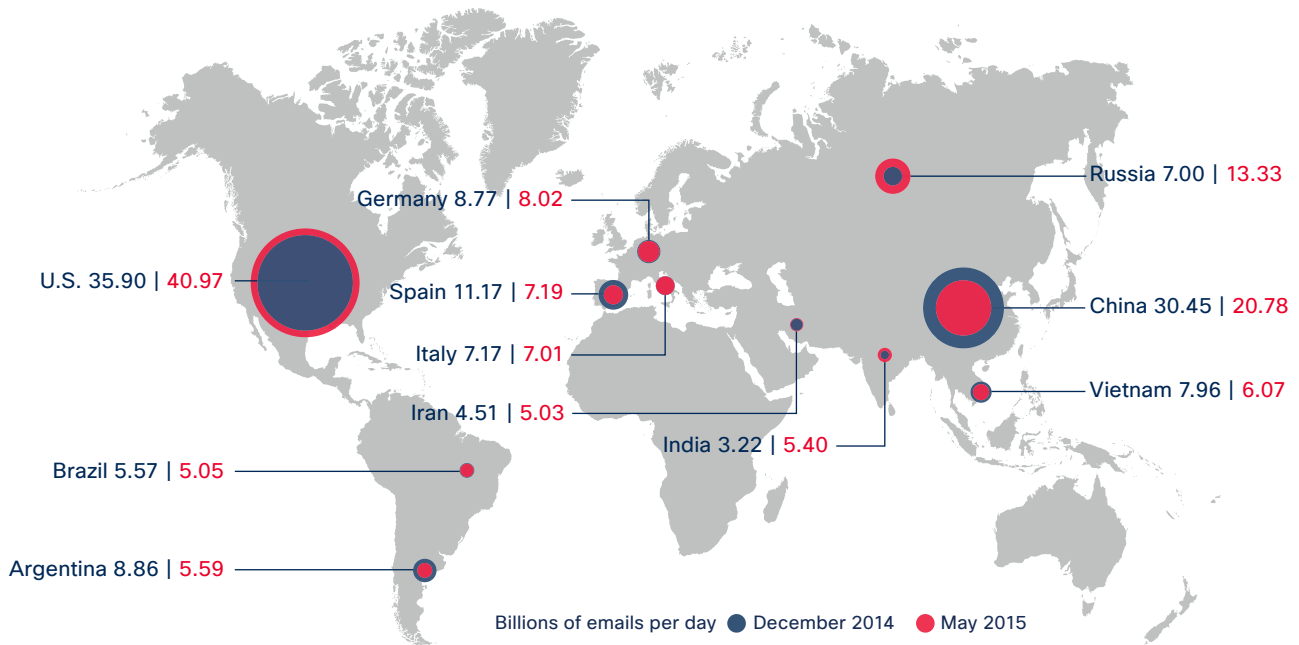 Russia 7.00 | 13.33
Germany 8.77 | 8.02
U.S. 35.90 | 40.97
Spain 11.17 | 7.19
China 30.45 | 20.78
Italy 7.17 | 7.01
Vietnam 7.96 | 6.07
Iran 4.51 | 5.03
India 3.22 | 5.40
Brazil 5.57 | 5.05
Argentina 8.86 | 5.59
Billions of emails per day December 2014 May 2015